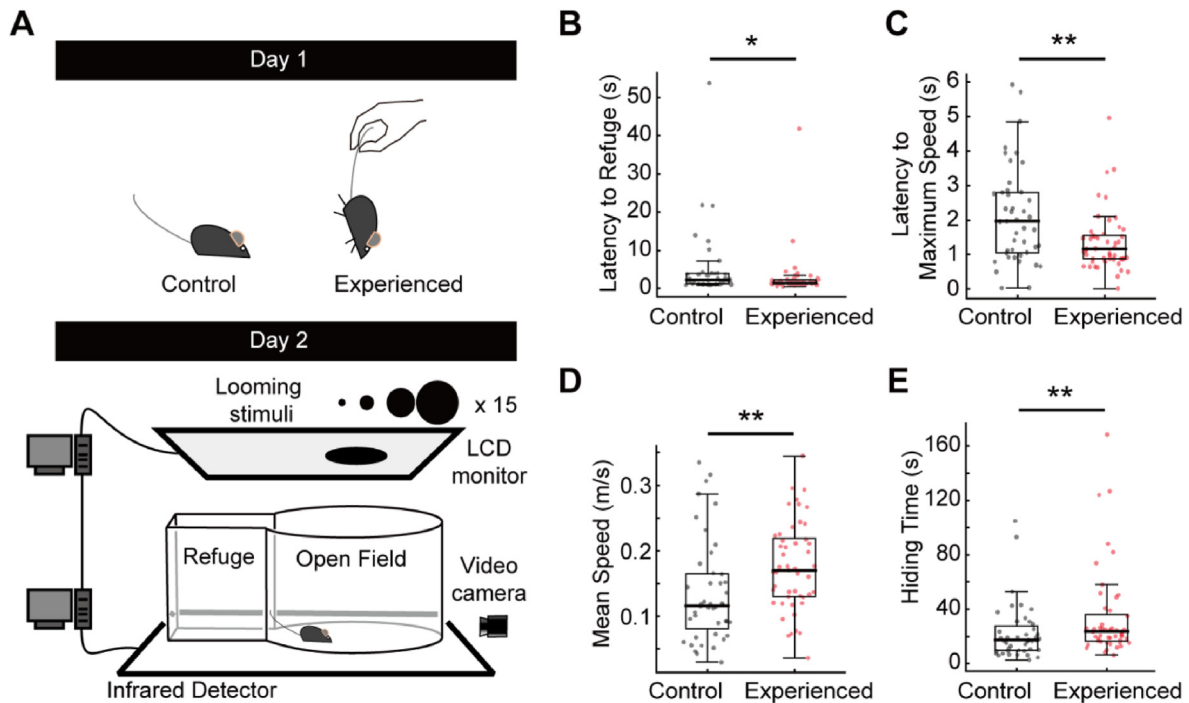 A
Day 1
Control
Experienced
Day 2
Looming
stimuli
x 15
LCD
monitor
Refuge
Open Field
Video
camera
Infrared Detector
B
*
Latency to Refuge (s)
50
40
30
20
10
0
Control
Experienced
C
**
Latency to
Maximum Speed (s)
6
5
4
3
2
1
0
Control
Experienced
D
**
Mean Speed (m/s)
0.3
0.2
0.1
Control
Experienced
E
**
Hiding Time (s)
160
120
80
40
0
Control
Experienced